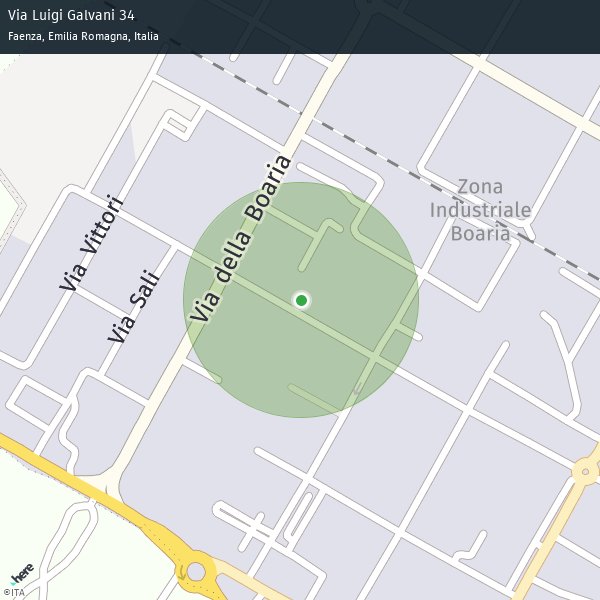 Via Luigi Galvani 34
Faenza, Emilia Romagna, Italia
Zona
Industriale
Boaria
Via della Boaria
Via Vittori
Via Sali
here
©ITA